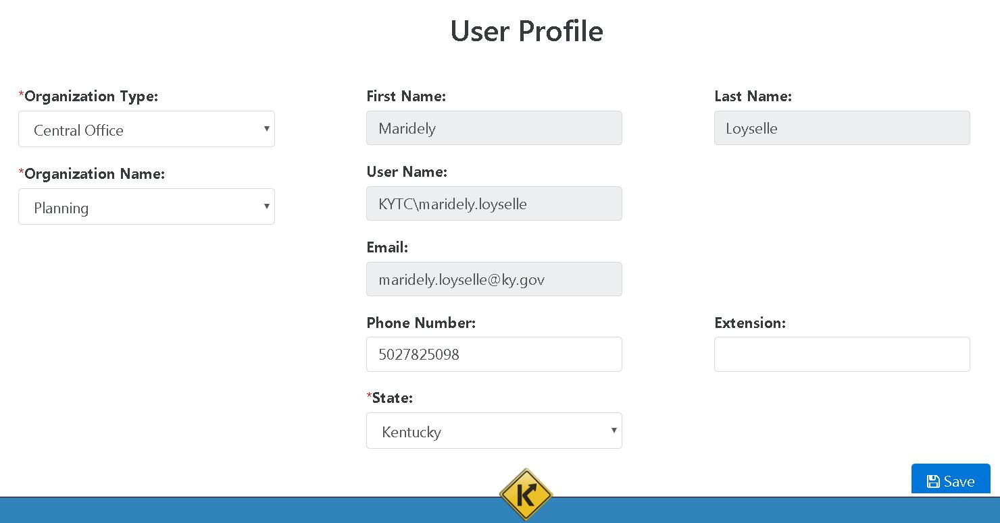 User Profile
*Organization Type:
Central Office
*Organization Name:
Planning
First Name:
Maridely
Last Name:
Loyselle
User Name:
KYTC\maridely.loyselle
Email:
maridely.loyselle@ky.gov
Phone Number:
5027825098
Extension:
*State:
Kentucky
Save
K